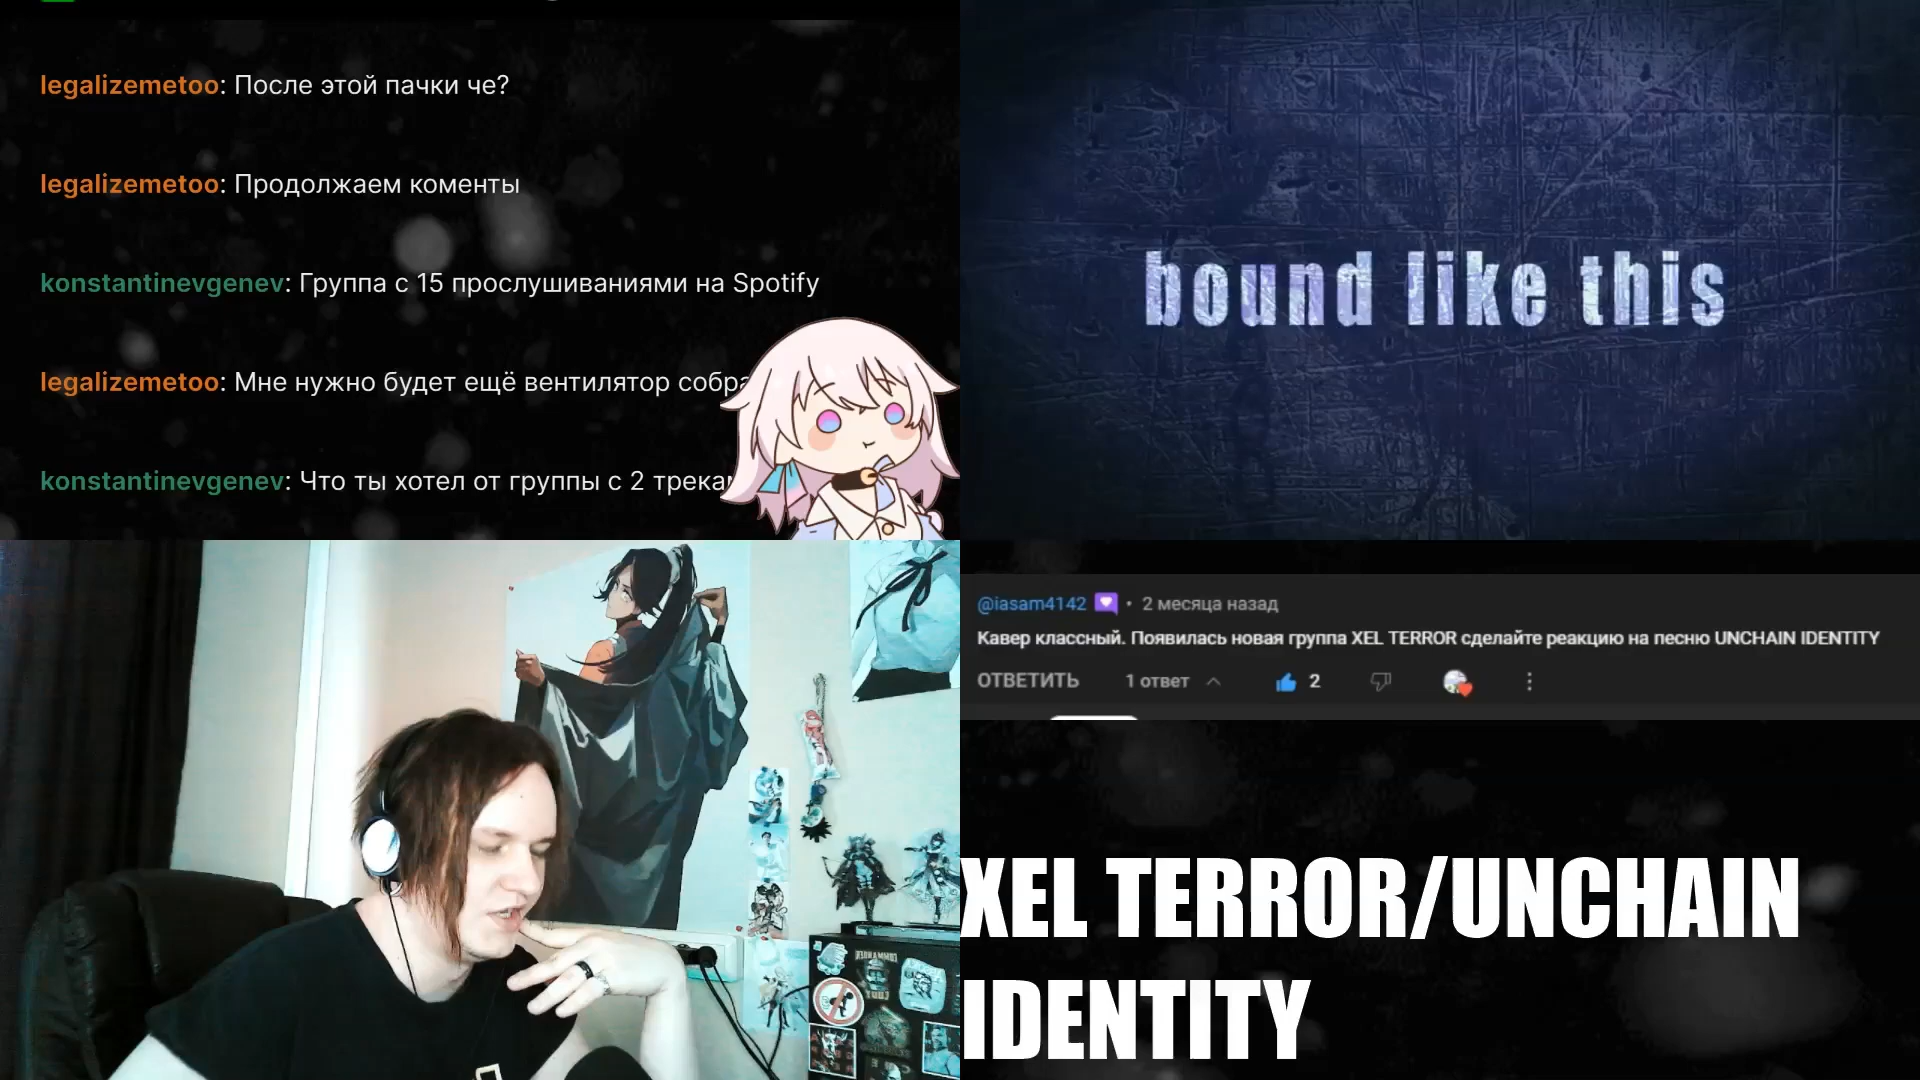 legalizemetoo: После этой пачки че?
legalizemetoo: Продолжаем коменты
konstantinevgenev: Группа с 15 прослушиваниями на Spotify
legalizemetoo: Мне нужно будет ещё вентилятор
konstantinevgenev: Что ты хотел от группы с 2
bound like this
@iasam4142 • 2 месяца назад
Кавер классный. Появилась новая группа XEL TERROR сделайте реакцию на песню UNCHAIN IDENTITY
ОТВЕТИТЬ 1 ответ 2
XEL TERROR/UNCHAIN
IDENTITY